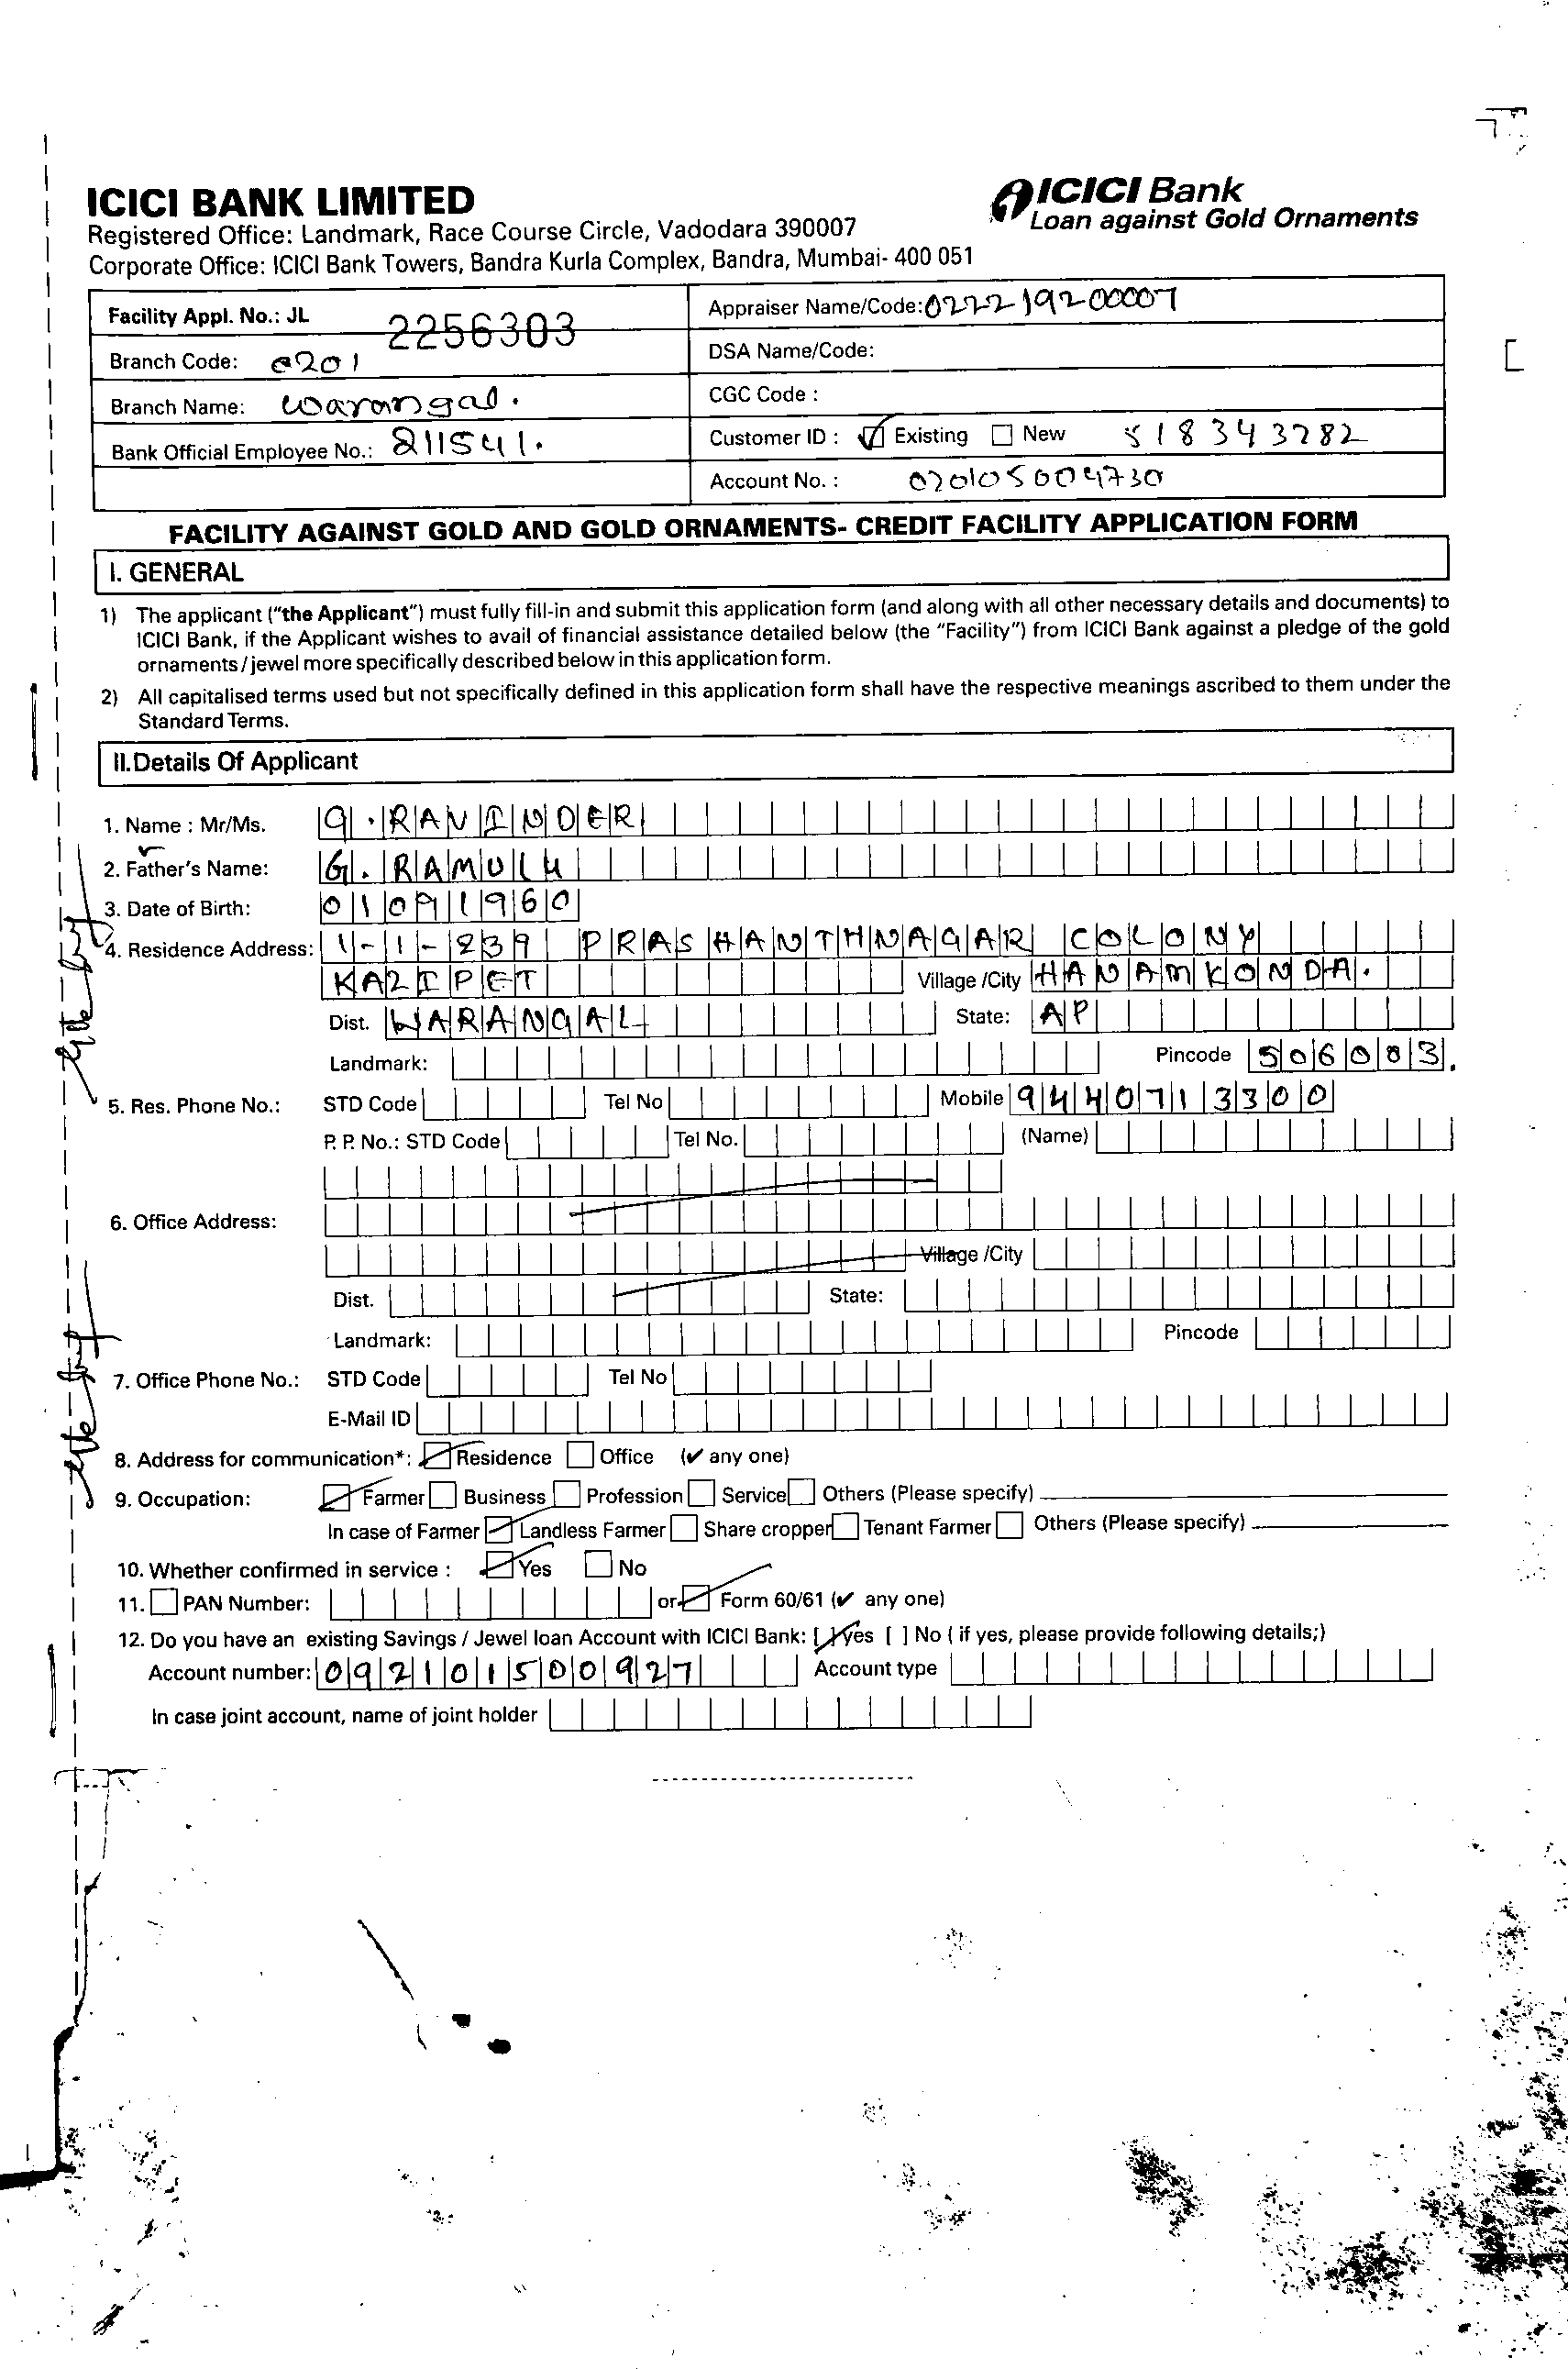 ICICI BANK LIMITED
Registered Office: Landmark, Race Course Circle, Vadodara 390007
Corporate Office: ICICI Bank Towers, Bandra Kurla Complex, Bandra, Mumbai- 400 051
ICICI Bank
Loan against Gold Ornaments
Facility Appl. No.: JL 2256303
Branch Code: 0201
Branch Name: Warangal.
Bank Official Employee No.: 211541.
Appraiser Name/Code: 022219200007
DSA Name/Code:
CGC Code :
Customer ID : Existing New 518343782
Account No. : 020105004730
FACILITY AGAINST GOLD AND GOLD ORNAMENTS- CREDIT FACILITY APPLICATION FORM
I. GENERAL
1) The applicant ("the Applicant") must fully fill-in and submit this application form (and along with all other necessary details and documents) to
ICICI Bank, if the Applicant wishes to avail of financial assistance detailed below (the "Facility") from ICICI Bank against a pledge of the gold
ornaments/jewel more specifically described below in this application form.
2) All capitalised terms used but not specifically defined in this application form shall have the respective meanings ascribed to them under the
Standard Terms.
II.Details Of Applicant
1. Name : Mr/Ms. G. RAVINDER
2. Father's Name: G. RAMULU
3. Date of Birth: 01091960
4. Residence Address: 1-1-239 PRASHANTHNAGAR COLONY
KAZIPET Village /City HANAMKONDA.
Dist. WARANGAL State: AP
Landmark: Pincode 506003.
5. Res. Phone No.: STD Code Tel No Mobile 9440713300
P. P. No.: STD Code Tel No. (Name)
6. Office Address:
Village /City
Dist. State:
Landmark: Pincode
7. Office Phone No.: STD Code Tel No
E-Mail ID
8. Address for communication*: Residence Office (✔ any one)
9. Occupation: Farmer Business Profession Service Others (Please specify)
In case of Farmer Landless Farmer Share cropper Tenant Farmer Others (Please specify)
10. Whether confirmed in service : Yes No
11. PAN Number: or Form 60/61 (✔ any one)
12. Do you have an existing Savings / Jewel loan Account with ICICI Bank: [ ] Yes [ ] No ( if yes, please provide following details;)
Account number: 092101500927 Account type
In case joint account, name of joint holder